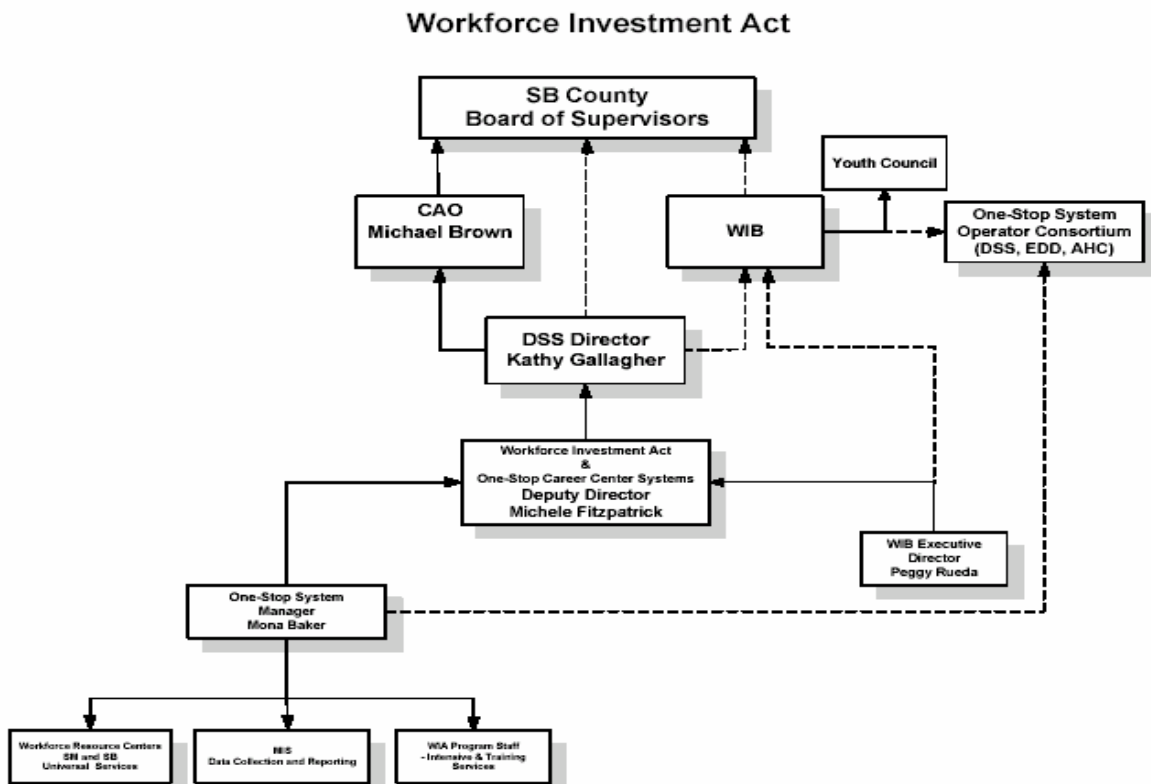 Workforce Investment Act
SB County
Board of Supervisors
Youth Council
CAO
Michael Brown
WIB
One-Stop System
Operator Consortium
(DSS, EDD, AHC)
DSS Director
Kathy Gallagher
Workforce Investment Act
&
One-Stop Career Center Systems
Deputy Director
Michele Fitzpatrick
WIB Executive
Director
Peggy Rueda
One-Stop System
Manager
Mona Baker
Workforce Resource Centers
SM and SB
Universal Services
MIS
Data Collection and Reporting
WIA Program Staff
- Intensive & Training
Services